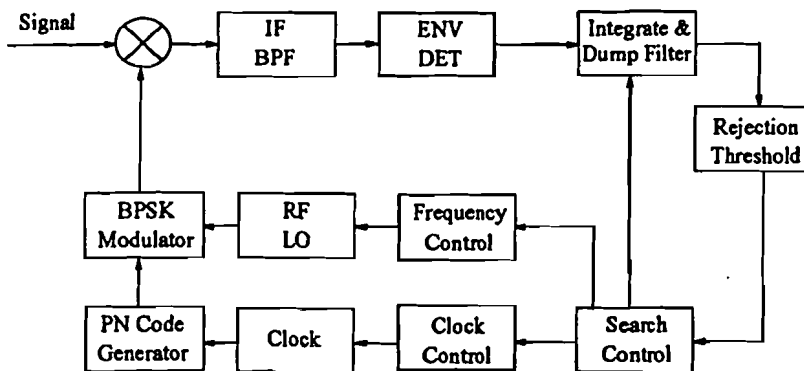 Signal
IF
BPF
ENV
DET
Integrate &
Dump Filter
Rejection
Threshold
BPSK
Modulator
RF
LO
Frequency
Control
PN Code
Generator
Clock
Clock
Control
Search
Control